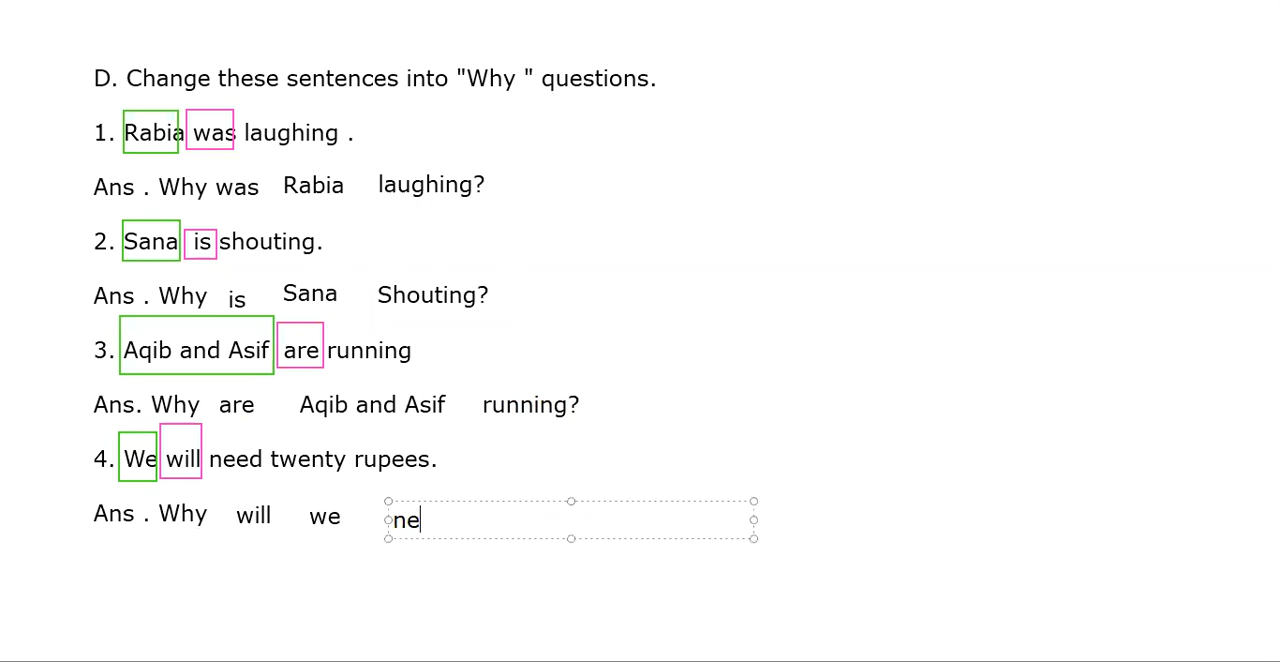 D. Change these sentences into "Why " questions.
1. Rabia was laughing .
Ans . Why was Rabia laughing?
2. Sana is shouting.
Ans . Why is Sana Shouting?
3. Aqib and Asif are running
Ans. Why are Aqib and Asif running?
4. We will need twenty rupees.
Ans . Why will we ne